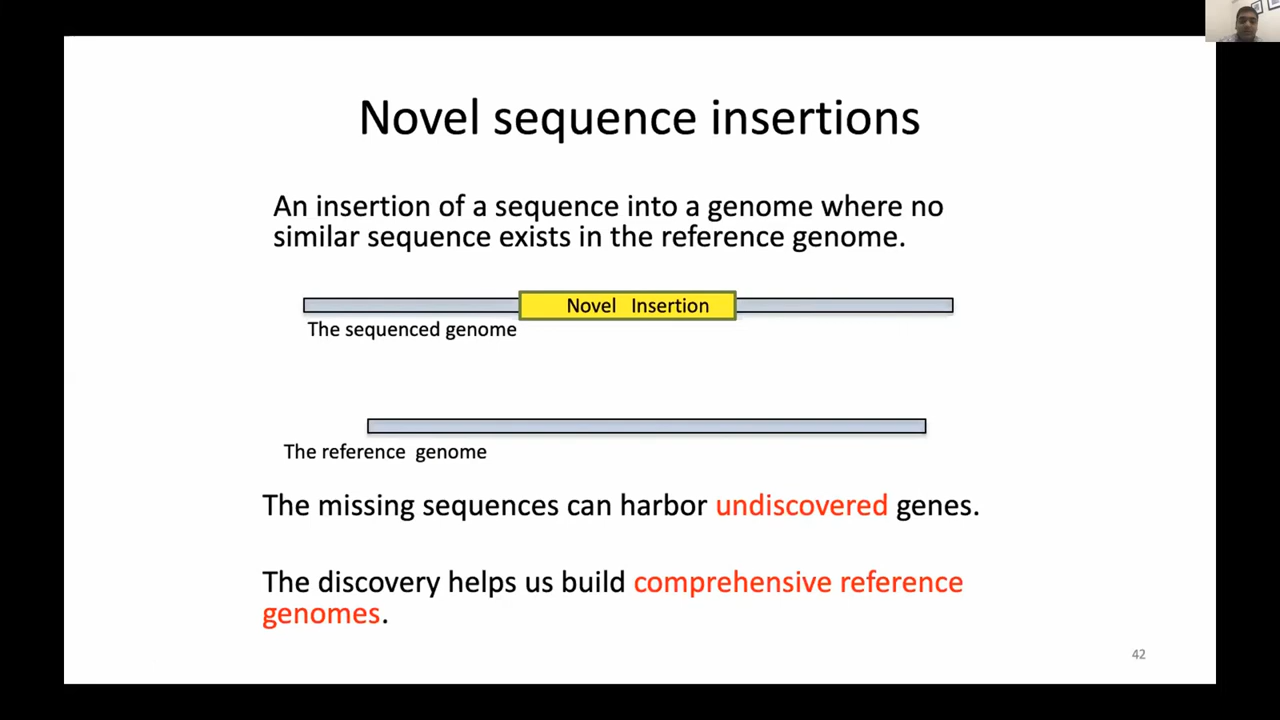 Novel sequence insertions
An insertion of a sequence into a genome where no
similar sequence exists in the reference genome.
Novel Insertion
The sequenced genome
The reference genome
The missing sequences can harbor undiscovered genes.
The discovery helps us build comprehensive reference
genomes.
42